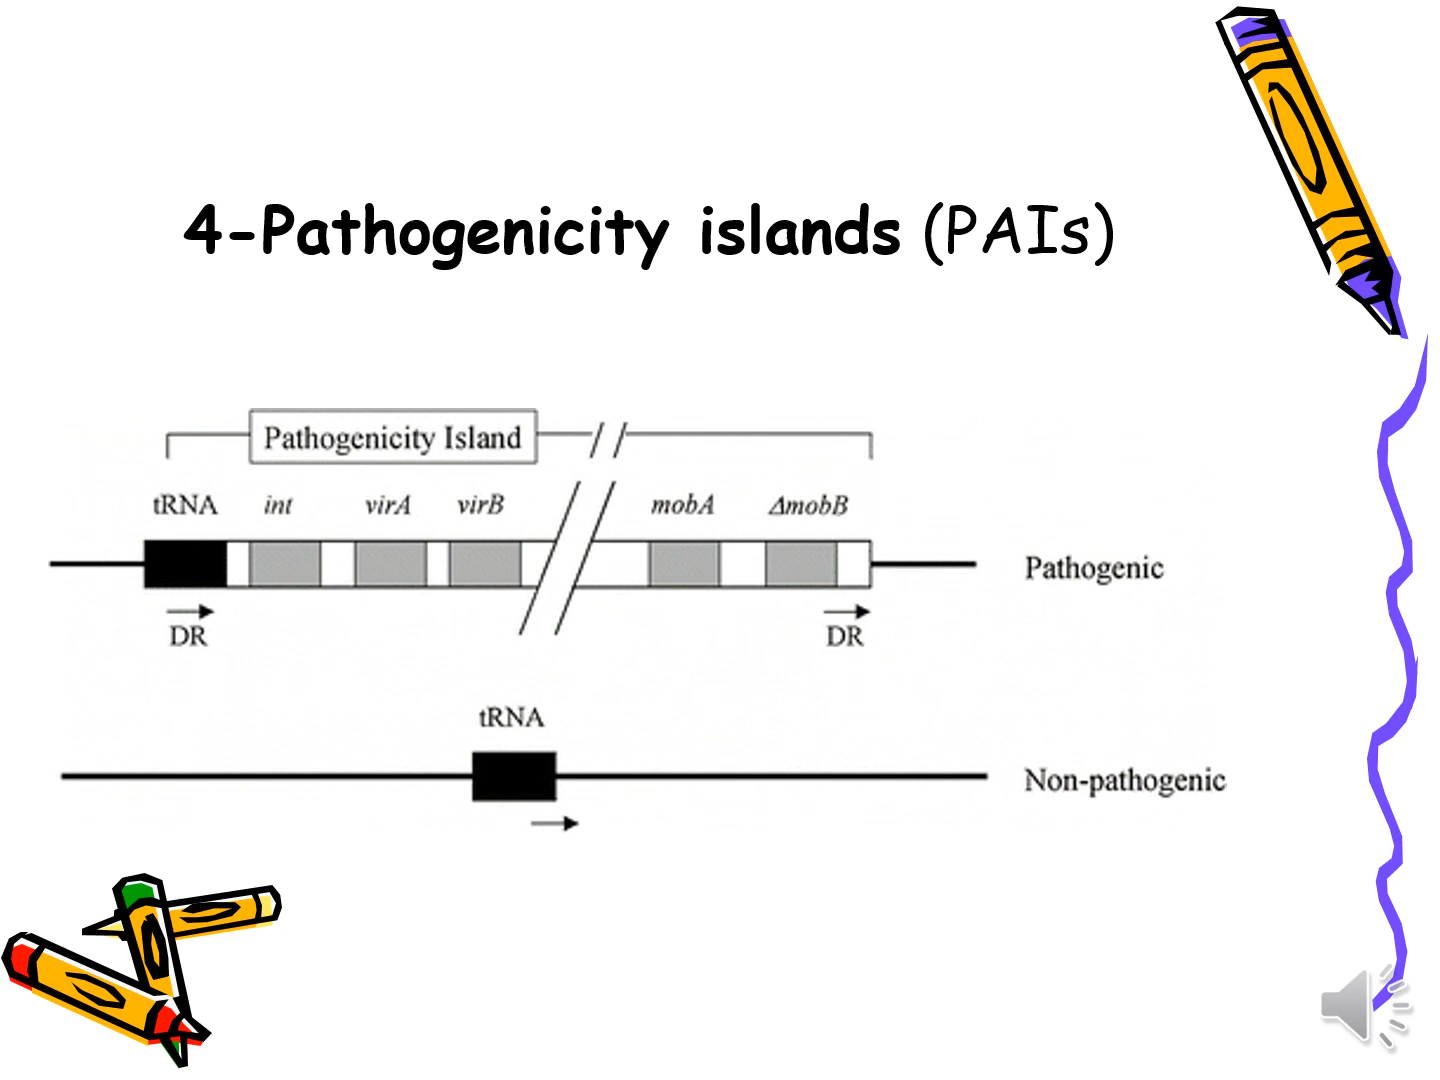 4-Pathogenicity islands (PAIs)
Pathogenicity Island
tRNA int virA virB mobA ΔmobB
Pathogenic
DR DR
tRNA
Non-pathogenic